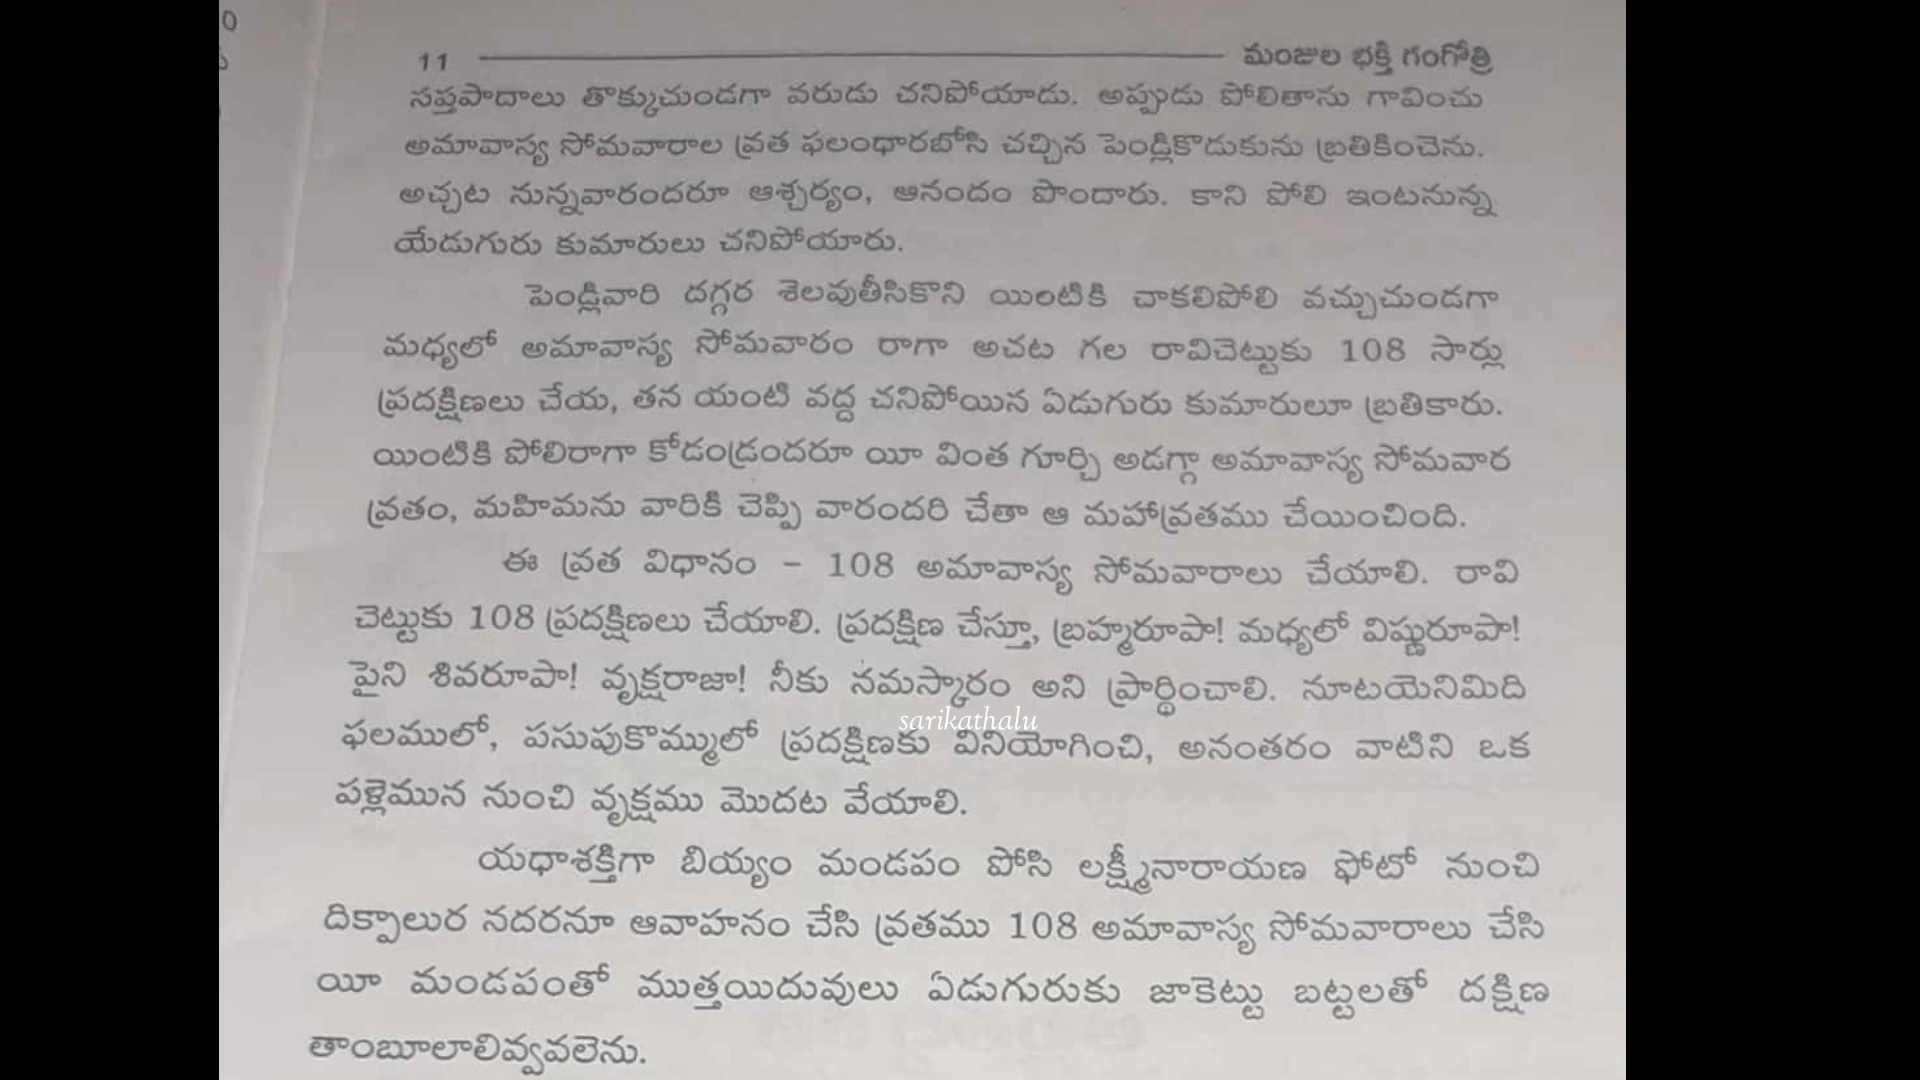 11 మంజుల భక్తి గంగోత్రి
సప్తపాదాలు తొక్కుచుండగా వరుడు చనిపోయాడు. అప్పుడు పోలితాను గావించు
అమావాస్య సోమవారాల వ్రత ఫలంధారబోసి చచ్చిన పెండ్లికొడుకును బ్రతికించెను.
అచ్చట నున్నవారందరూ ఆశ్చర్యం, ఆనందం పొందారు. కాని పోలి ఇంటనున్న
యేడుగురు కుమారులు చనిపోయారు.
పెండ్లివారి దగ్గర శెలవుతీసికొని యింటికి చాకలిపోలి వచ్చుచుండగా
మధ్యలో అమావాస్య సోమవారం రాగా అచట గల రావిచెట్టుకు 108 సార్లు
ప్రదక్షిణలు చేయ, తన యంటి వద్ద చనిపోయిన ఏడుగురు కుమారులూ బ్రతికారు.
యింటికి పోలిరాగా కోడండ్రందరూ యీ వింత గూర్చి అడగ్గా అమావాస్య సోమవార
వ్రతం, మహిమను వారికి చెప్పి వారందరి చేతా ఆ మహావ్రతము చేయించింది.
ఈ వ్రత విధానం - 108 అమావాస్య సోమవారాలు చేయాలి. రావి
చెట్టుకు 108 ప్రదక్షిణలు చేయాలి. ప్రదక్షిణ చేస్తూ, బ్రహ్మరూపా! మధ్యలో విష్ణురూపా!
పైని శివరూపా! వృక్షరాజా! నీకు నమస్కారం అని ప్రార్థించాలి. నూటయెనిమిది
sarikathalu
ఫలములో, పసుపుకొమ్ములో ప్రదక్షిణకు వినియోగించి, అనంతరం వాటిని ఒక
పళ్లెమున నుంచి వృక్షము మొదట వేయాలి.
యధాశక్తిగా బియ్యం మండపం పోసి లక్ష్మీనారాయణ ఫోటో నుంచి
దిక్పాలుర నదరనూ ఆవాహనం చేసి వ్రతము 108 అమావాస్య సోమవారాలు చేసి
యీ మండపంతో ముత్తయిదువులు ఏడుగురుకు జాకెట్టు బట్టలతో దక్షిణ
తాంబూలాలివ్వవలెను.